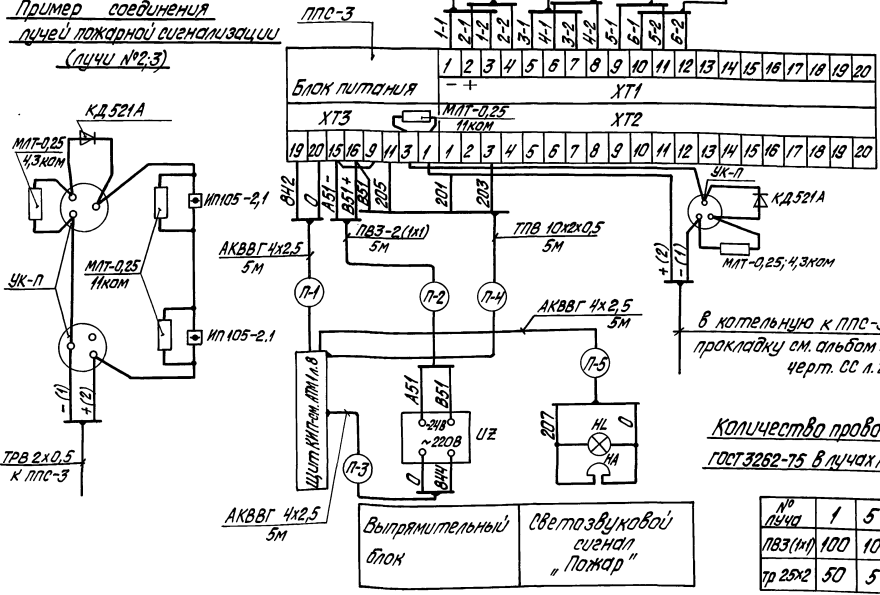 Пример соединения
лучей пожарной сигнализации
(лучи №2;3)
ППС-3
1-1 2-1 1-2 2-2 3-1 4-1 3-2 4-2 5-1 6-1 5-2 6-2
1 2 3 4 5 6 7 8 9 10 11 12 13 14 15 16 17 18 19 20
Блок питания
- +
ХТ1
ХТ3
МЛТ-0,25
11ком
ХТ2
19 20 15 16 9 11 3 1 1 2 3 4 5 6 7 8 9 10 11 12 13 14 15 16 17 18 19 20
КД521А
МЛТ-0,25
4,3ком
ИП105-2,1
УК-П
МЛТ-0,25
11ком
ИП105-2.1
-(1)
+(2)
ТРВ 2х0,5
к ППС-3
842 0 А51- В51+ В51 205 201 203
АКВВГ 4х2,5
5м
ПВ3-2(1х1)
5м
ТПВ 10х2х0,5
5м
УК-П
КД521А
МЛТ-0,25; 4,3ком
+(2)
-(1)
П-1
П-2
П-4
АКВВГ 4х2,5
5м
в котельную к ППС-3
прокладку см. альбом
черт. СС л.
П-5
Щит КИП-см. АТМ1 л.8
А51
В51
-24В
~220В
UZ
0
844
П-3
АКВВГ 4х2,5
5м
207
HL
0
HA
Выпрямительный
блок
Светозвуковой
сигнал
„Пожар"
Количество прово
ГОСТ 3262-75 в лучах
№
луча 1 5
ПВ3(1х1) 100 10
тр 25х2 50 5